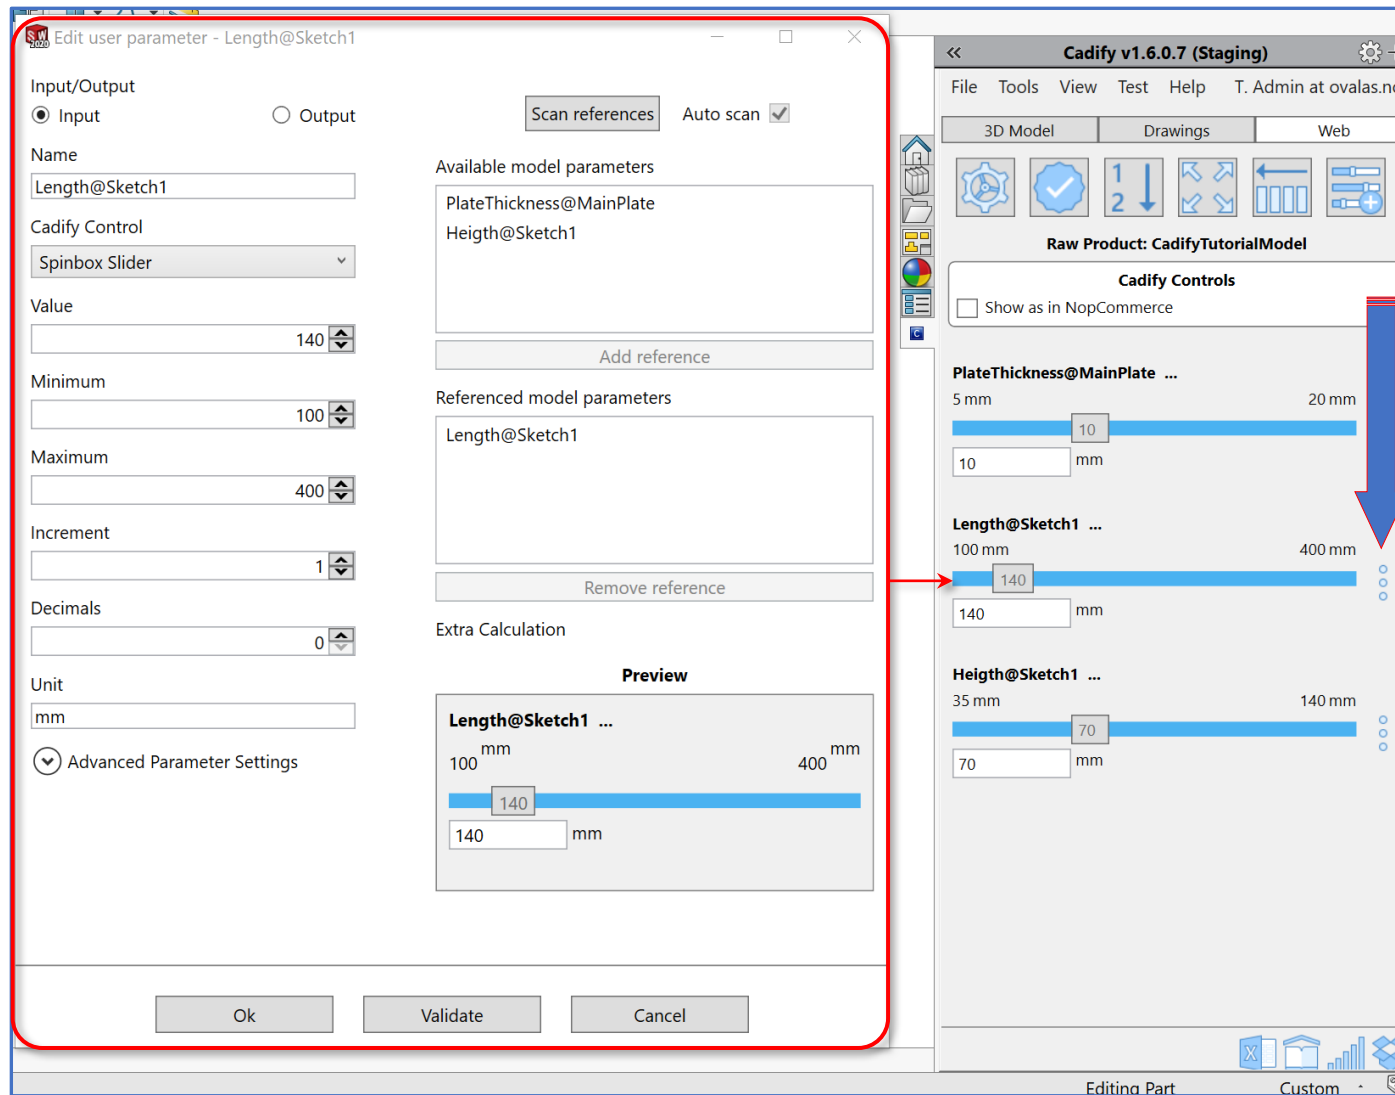 Edit user parameter - Length@Sketch1
Input/Output
Input
Output
Scan references
Auto scan
Name
Length@Sketch1
Cadify Control
Spinbox Slider
Value
140
Minimum
100
Maximum
400
Increment
1
Decimals
0
Unit
mm
Advanced Parameter Settings
Available model parameters
PlateThickness@MainPlate
Heigth@Sketch1
Add reference
Referenced model parameters
Length@Sketch1
Remove reference
Extra Calculation
Preview
Length@Sketch1 ...
100 mm
400 mm
140
140 mm
Ok
Validate
Cancel
Cadify v1.6.0.7 (Staging)
File Tools View Test Help T. Admin at ovalas.no
3D Model
Drawings
Web
1
2
Raw Product: CadifyTutorialModel
Cadify Controls
Show as in NopCommerce
PlateThickness@MainPlate ...
5 mm
20 mm
10
10 mm
Length@Sketch1 ...
100 mm
400 mm
140
140 mm
Heigth@Sketch1 ...
35 mm
140 mm
70
70 mm
Editing Part
Custom